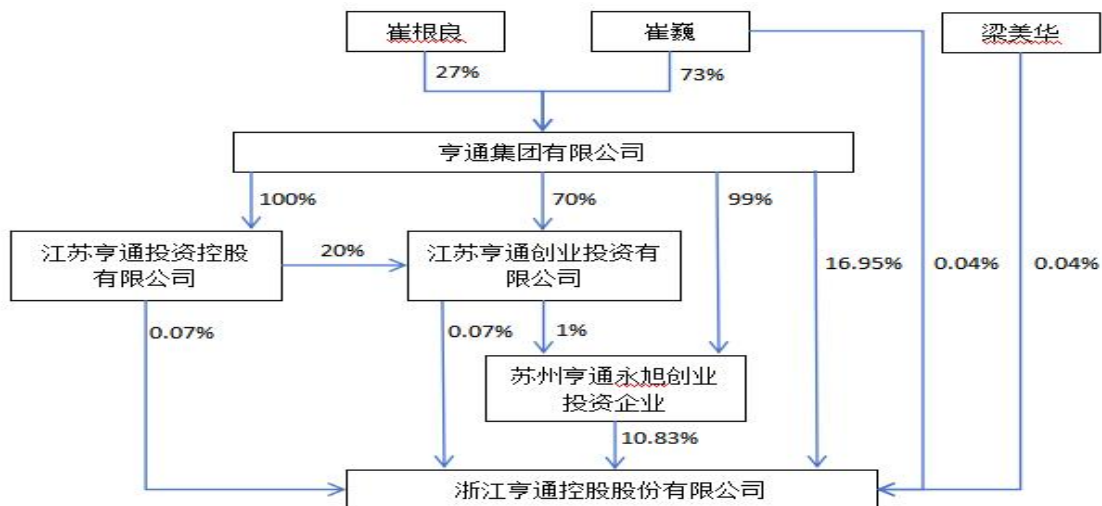 崔根良
崔巍
梁美华
27%
73%
亨通集团有限公司
100%
70%
99%
江苏亨通投资控股
有限公司
20%
江苏亨通创业投资有
限公司
16.95%
0.04%
0.04%
0.07%
0.07%
1%
苏州亨通永旭创业
投资企业
10.83%
浙江亨通控股股份有限公司